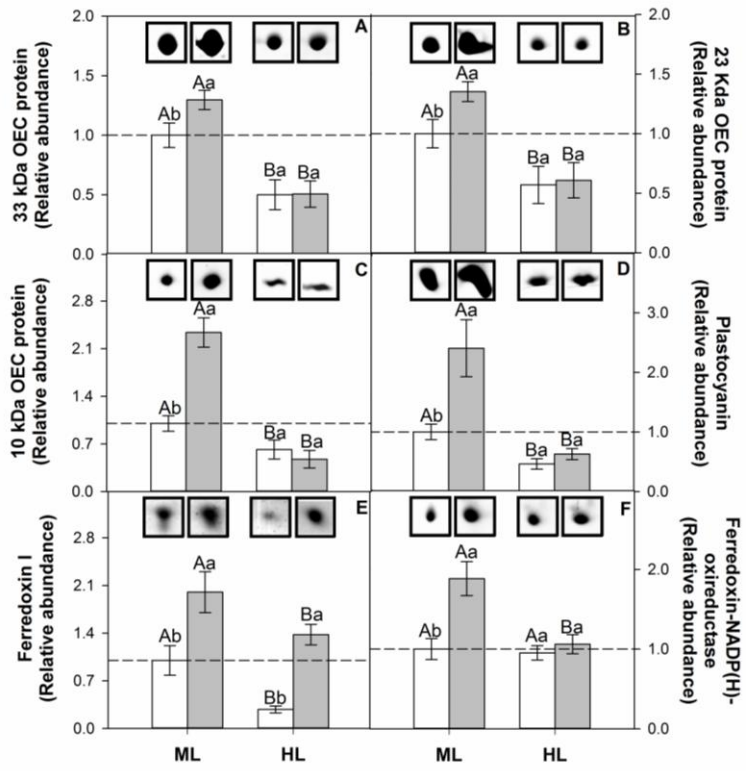 2.0
1.5
1.0
0.5
0.0
33 kDa OEC protein
(Relative abundance)
A
Ab
Aa
Ba
Ba
B
Ab
Aa
Ba
Ba
2.0
1.5
1.0
0.5
0.0
23 Kda OEC protein
(Relative abundance)
2.8
2.1
1.4
0.7
0.0
10 kDa OEC protein
(Relative abundance)
C
Ab
Aa
Ba
Ba
D
Ab
Aa
Ba
Ba
3.0
2.0
1.0
0.0
Plastocyanin
(Relative abundance)
2.8
2.1
1.4
0.7
0.0
Ferredoxin I
(Relative abundance)
E
Ab
Aa
Bb
Ba
F
Ab
Aa
Aa
Ba
2.0
1.0
0.0
Ferredoxin-NADP(H)-
oxireductase
(Relative abundance)
ML
HL
ML
HL